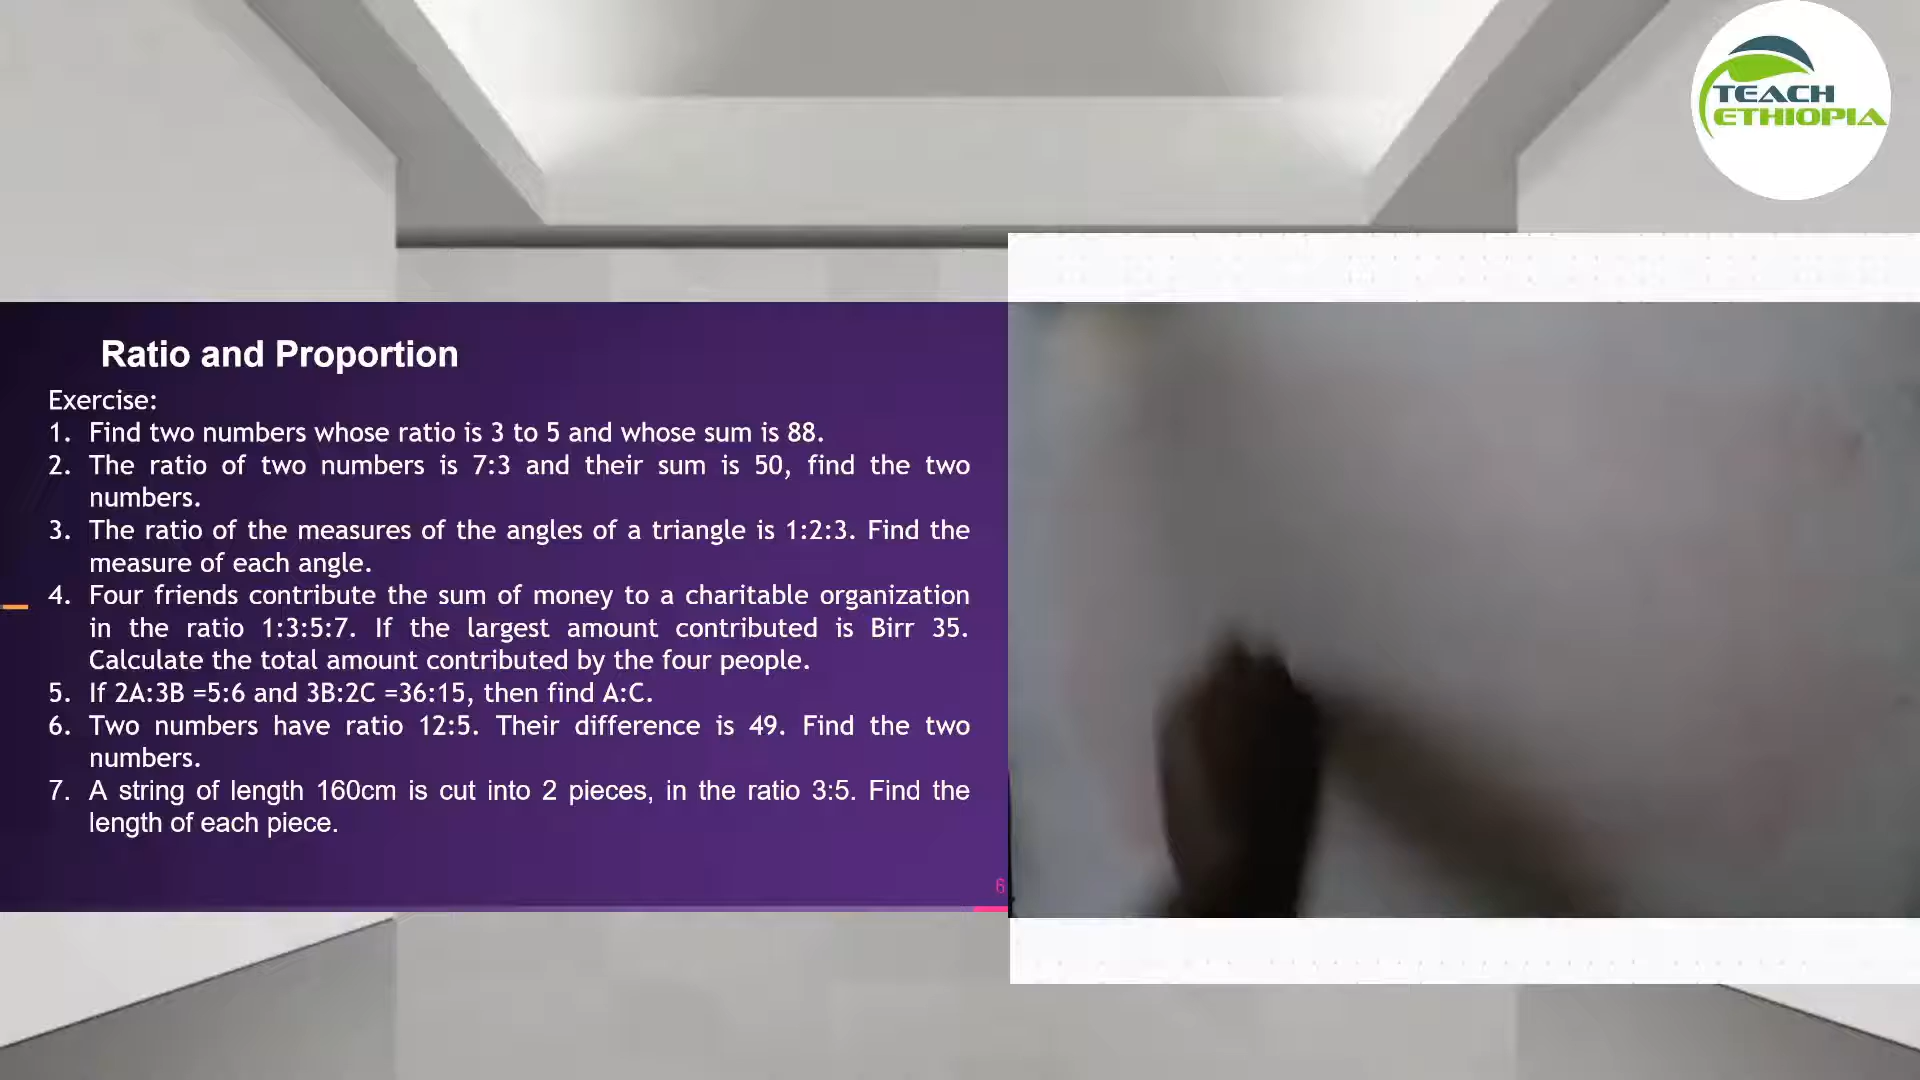 TEACH
ETHIOPIA
Ratio and Proportion
Exercise:
1. Find two numbers whose ratio is 3 to 5 and whose sum is 88.
2. The ratio of two numbers is 7:3 and their sum is 50, find the two
numbers.
3. The ratio of the measures of the angles of a triangle is 1:2:3. Find the
measure of each angle.
4. Four friends contribute the sum of money to a charitable organization
in the ratio 1:3:5:7. If the largest amount contributed is Birr 35.
Calculate the total amount contributed by the four people.
5. If 2A:3B =5:6 and 3B:2C =36:15, then find A:C.
6. Two numbers have ratio 12:5. Their difference is 49. Find the two
numbers.
7. A string of length 160cm is cut into 2 pieces, in the ratio 3:5. Find the
length of each piece.
6